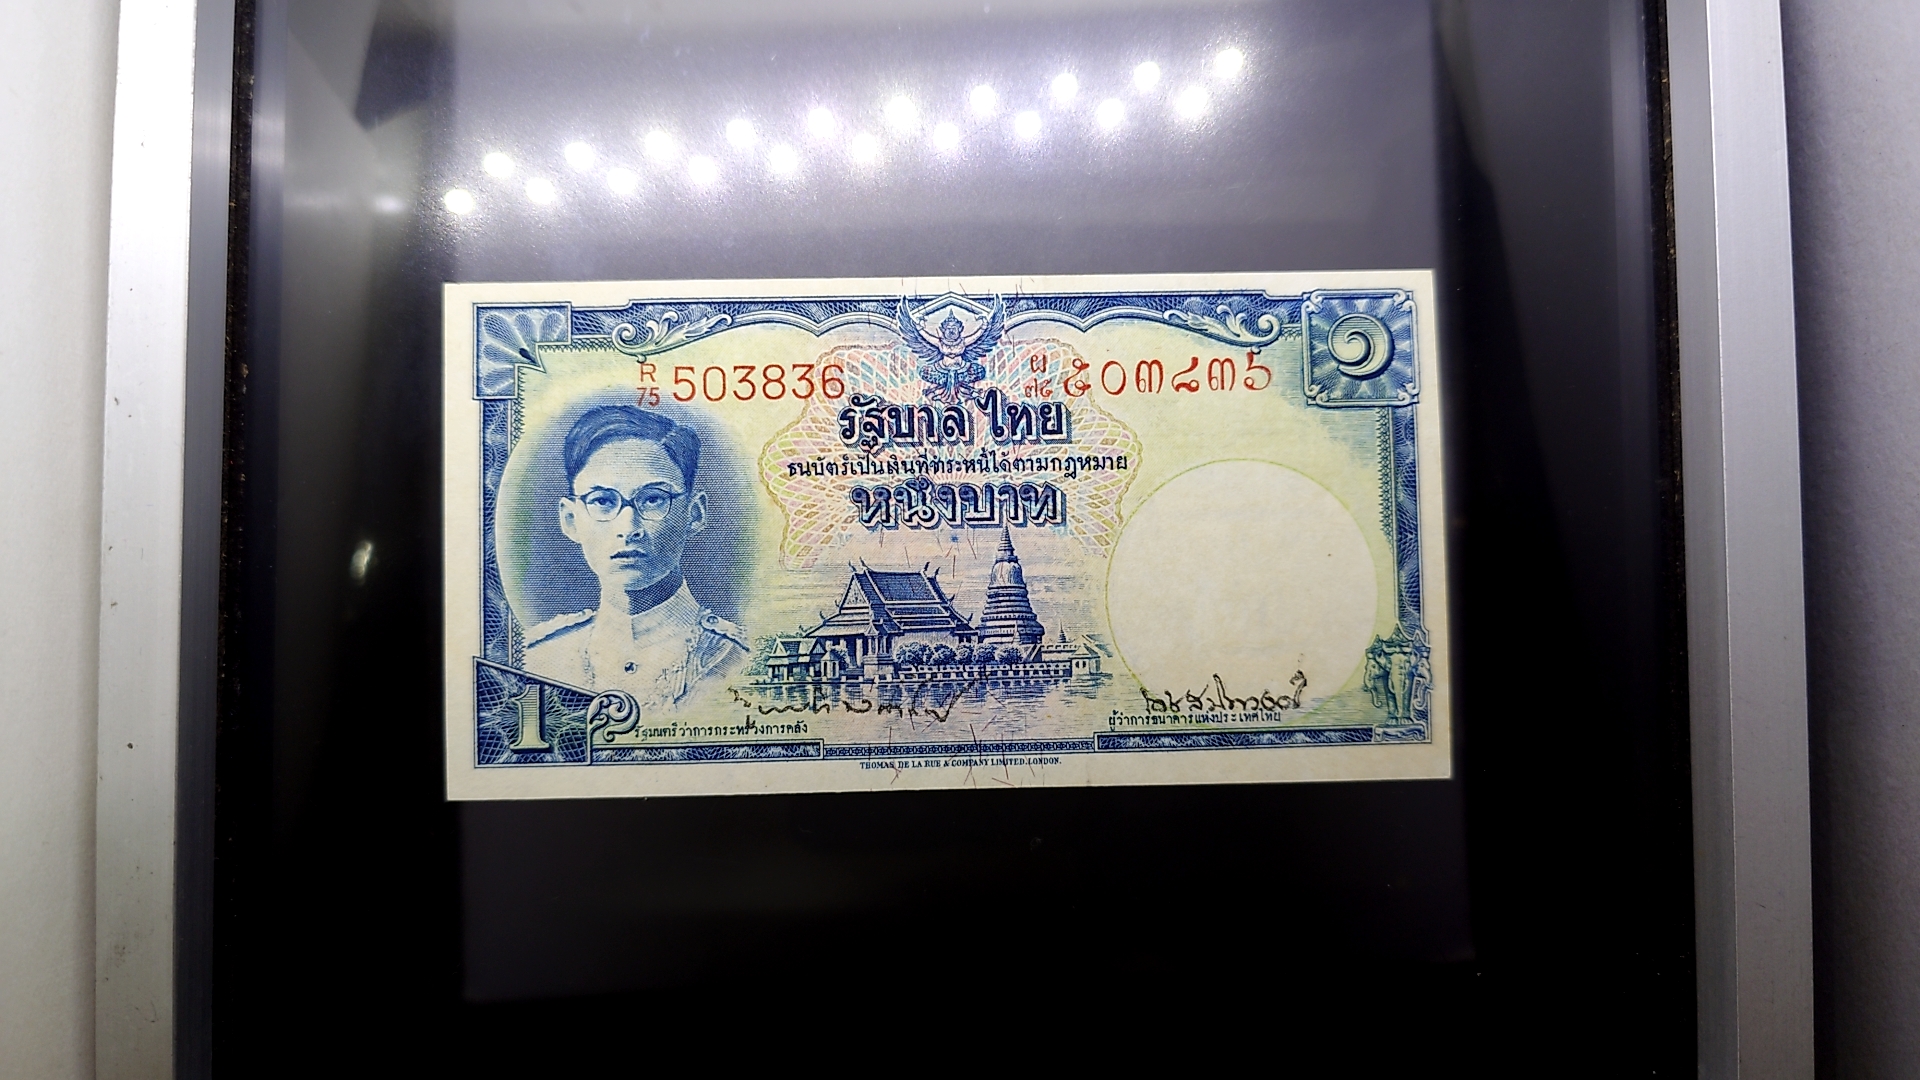 ๑
R
75 503836
ผ
๗๕ ๕๐๓๘๓๖
รัฐบาลไทย
ธนบัตร์เป็นเงินที่ชำระหนี้ได้ตามกฎหมาย
หนึ่งบาท
1
รัฐมนตรีว่าการกระทรวงการคลัง
ผู้ว่าการธนาคารแห่งประเทศไทย
THOMAS DE LA RUE & COMPANY LIMITED. LONDON.